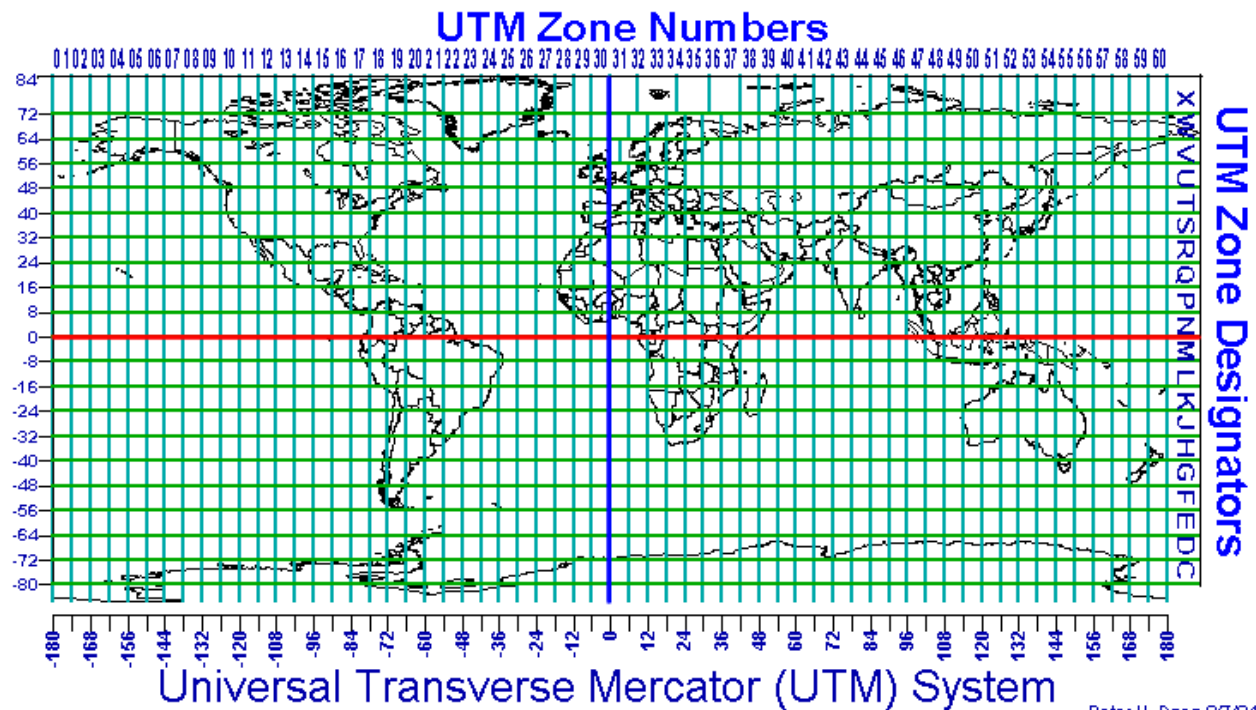 UTM Zone Numbers
01 02 03 04 05 06 07 08 09 10 11 12 13 14 15 16 17 18 19 20 21 22 23 24 25 26 27 28 29 30 31 32 33 34 35 36 37 38 39 40 41 42 43 44 45 46 47 48 49 50 51 52 53 54 55 56 57 58 59 60
84
72
64
56
48
40
32
24
16
8
0
-8
-16
-24
-32
-40
-48
-56
-64
-72
-80
X
W
V
U
T
S
R
Q
P
N
M
L
K
J
H
G
F
E
D
C
UTM Zone Designators
-180 -168 -156 -144 -132 -120 -108 -96 -84 -72 -60 -48 -36 -24 -12 0 12 24 36 48 60 72 84 96 108 120 132 144 156 168 180
Universal Transverse Mercator (UTM) System